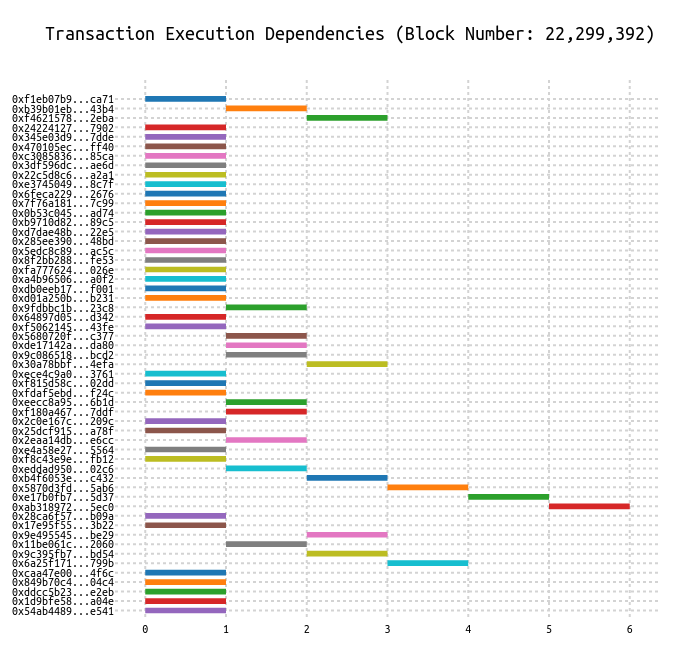 Transaction Execution Dependencies (Block Number: 22,299,392)
0xf1eb07b9...ca71
0xb39b01eb...43b4
0xf4621578...2eba
0x24224127...7902
0x345e03d9...7dde
0x470105ec...ff40
0xc3085836...85ca
0x3df596dc...ae6d
0x22c5d8c6...a2a1
0xe3745049...8c7f
0x6feca229...2676
0x7f76a181...7c99
0x0b53c045...ad74
0xb9710d82...89c5
0xd7dae48b...22e5
0x285ee390...48bd
0x5edc8c89...ac5c
0x8f2bb288...fe53
0xfa777624...026e
0xa4b96506...a0f2
0xdb0eeb17...f001
0xd01a250b...b231
0x9fdbbc1b...23c8
0x64897d05...d342
0xf5062145...43fe
0x5680720f...c377
0xde17142a...da80
0x9c086518...bcd2
0x30a78bbf...4efa
0xece4c9a0...3761
0xf815d58c...02dd
0xfdaf5ebd...f24c
0xeecc8a95...6b1d
0xf180a467...7ddf
0x2c0e167c...209c
0x25dcf915...a78f
0x2eaa14db...e6cc
0xe4a58e27...5564
0xf8c43e9e...fb12
0xeddad950...02c6
0xb4f6053e...c432
0x5870d3fd...5ab6
0xe17b0fb7...5d37
0xab318972...5ec0
0x28ca6f57...b09a
0x17e95f55...3b22
0x9e495545...be29
0x11be061c...2060
0x9c395fb7...bd54
0x6a25f171...799b
0xcaa47e00...4f6c
0x849b70c4...04c4
0xddcc5b23...e2eb
0x1d9bfe58...a04e
0x54ab4489...e541
0 1 2 3 4 5 6